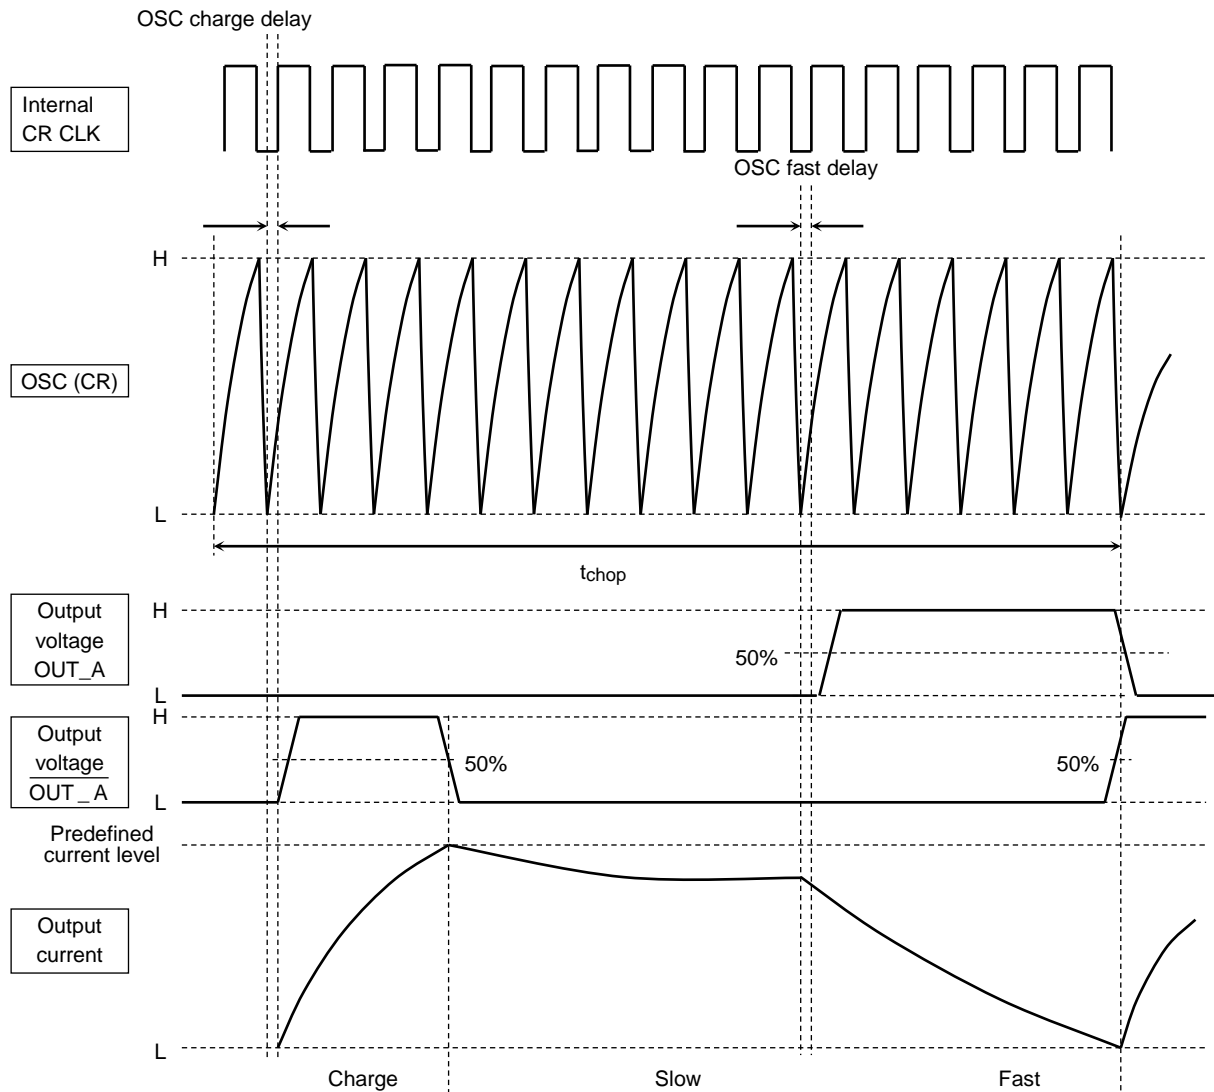 OSC charge delay
Internal
CR CLK
OSC fast delay
H
OSC (CR)
L
tchop
Output
voltage
OUT_A
H
50%
L
Output
voltage
OUT _ A
H
50%
50%
L
Predefined
current level
Output
current
L
Charge
Slow
Fast